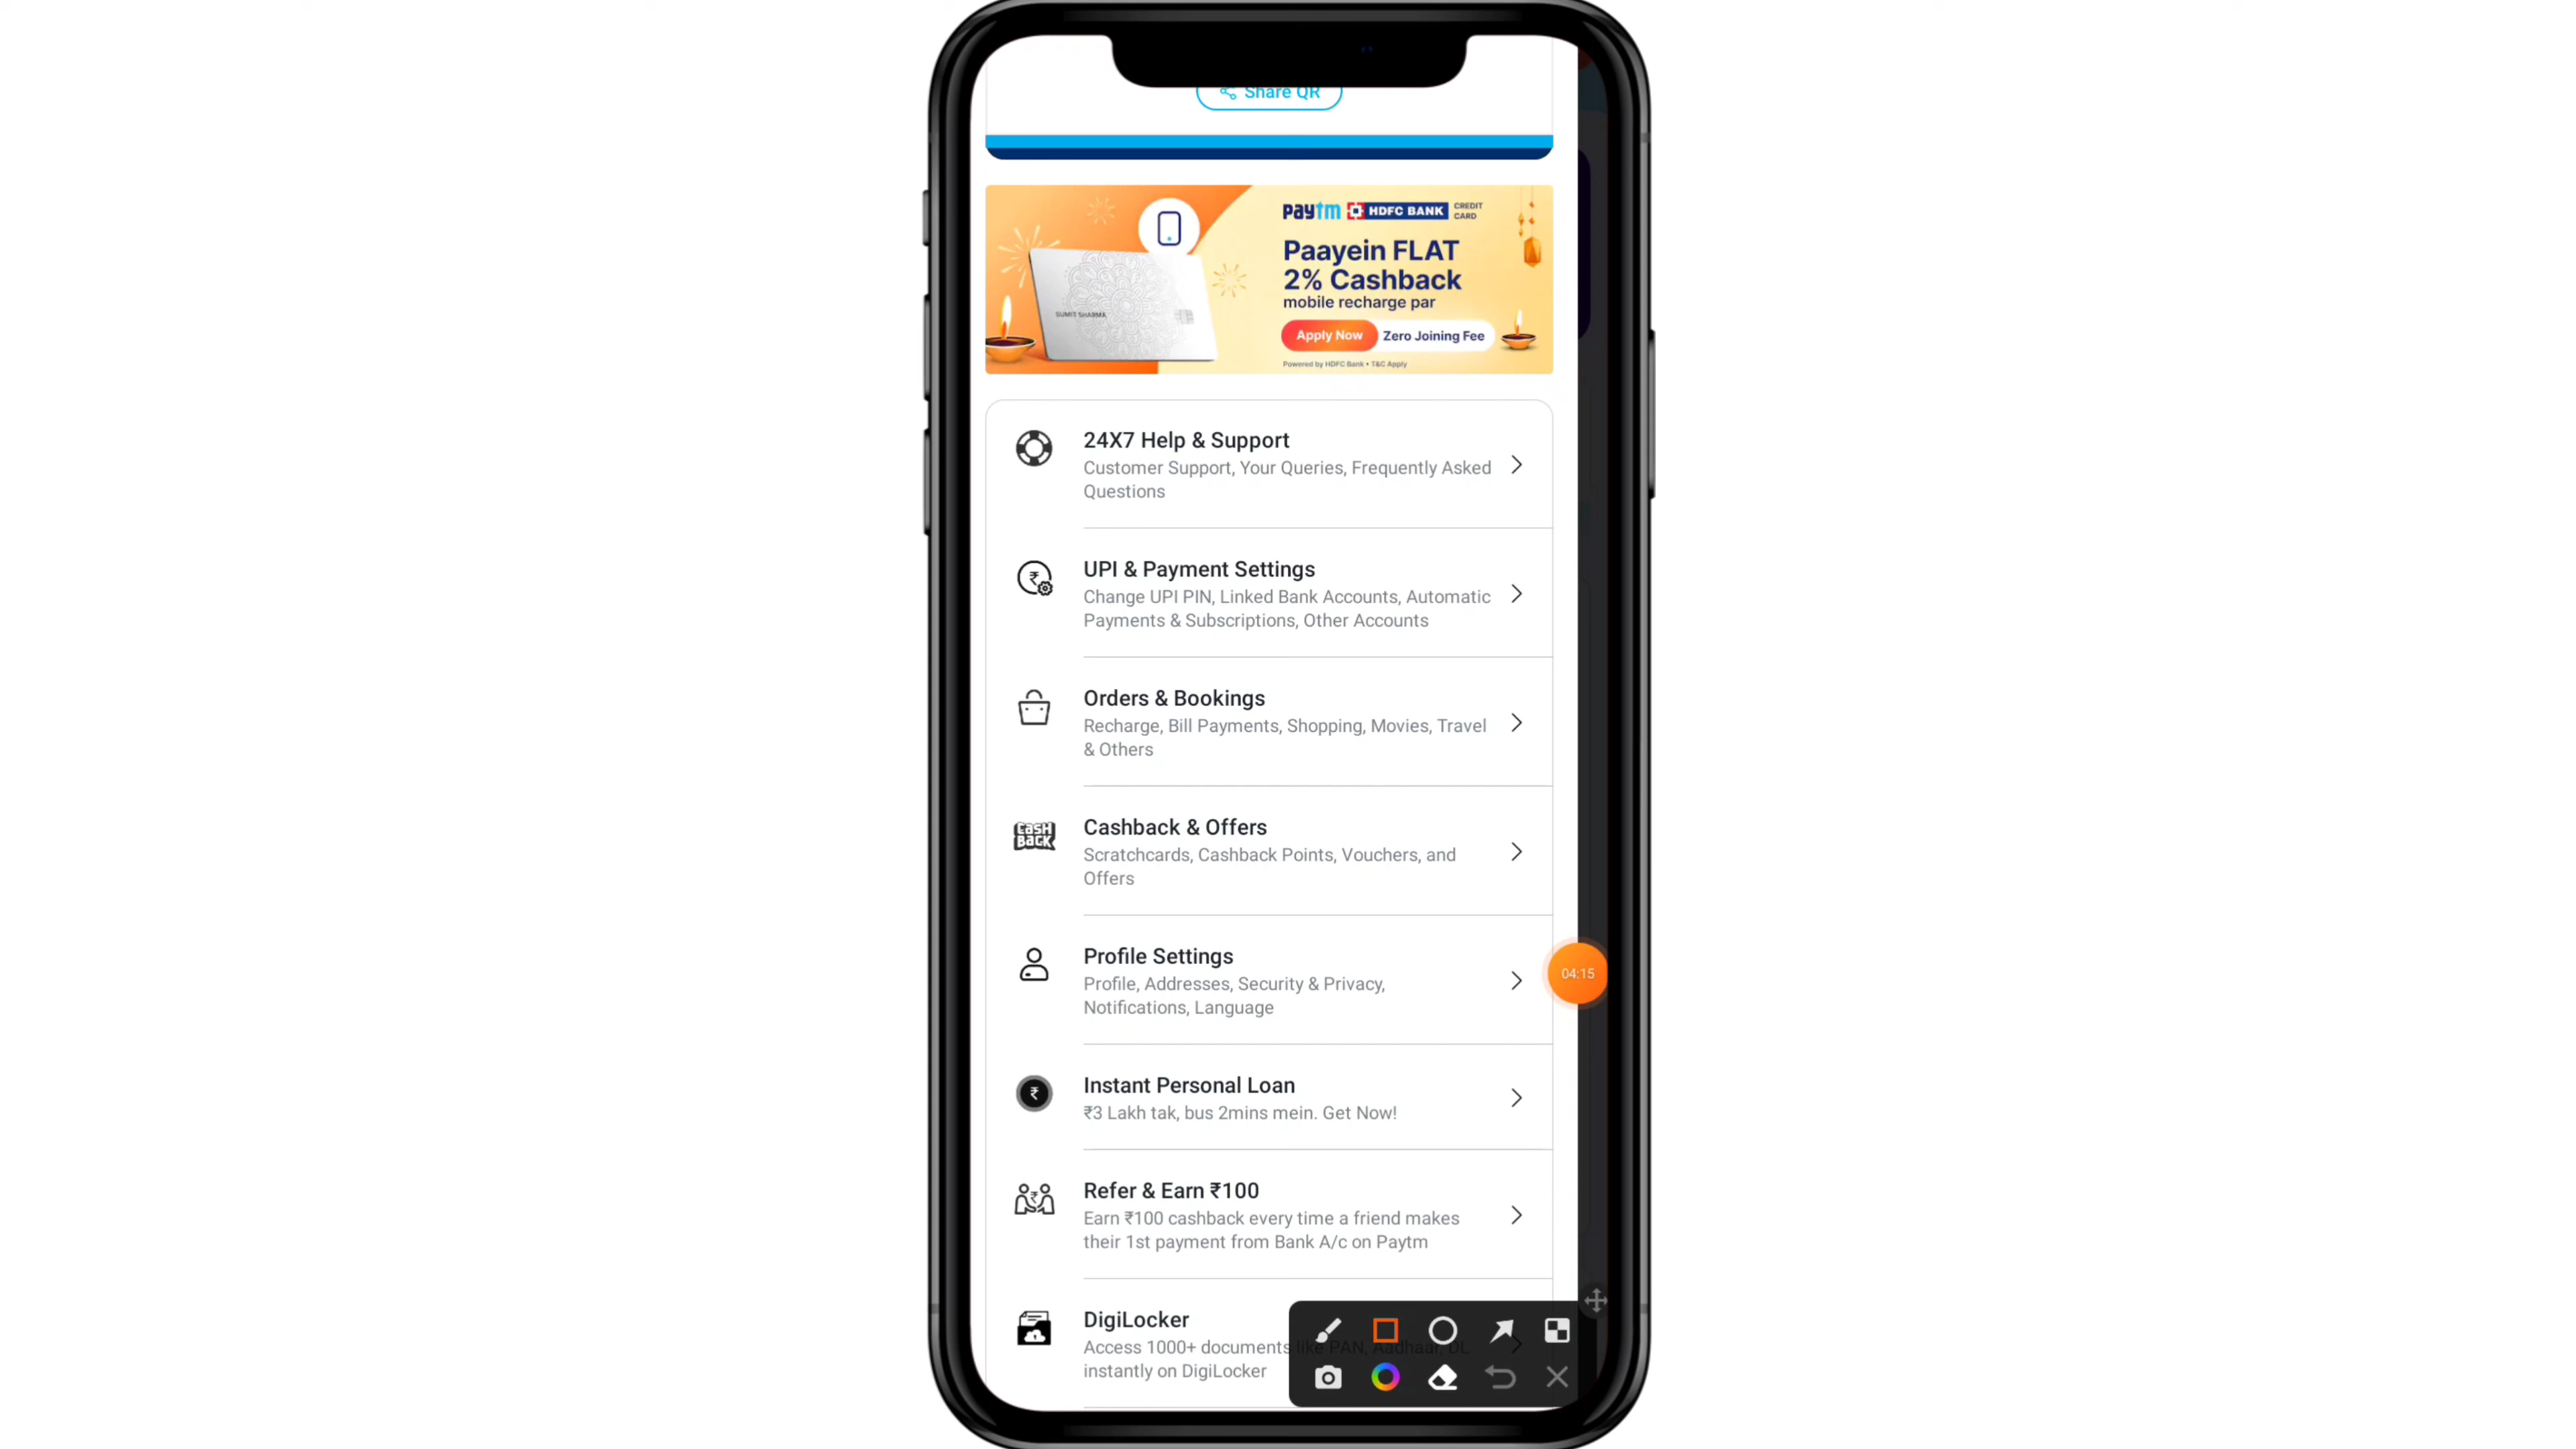 Share QR
paytm HDFC BANK CREDIT CARD
Paayein FLAT
2% Cashback
mobile recharge par
Apply Now Zero Joining Fee
SUMIT SHARMA
Powered by HDFC Bank • T&C Apply
24X7 Help & Support
Customer Support, Your Queries, Frequently Asked
Questions
UPI & Payment Settings
Change UPI PIN, Linked Bank Accounts, Automatic
Payments & Subscriptions, Other Accounts
Orders & Bookings
Recharge, Bill Payments, Shopping, Movies, Travel
& Others
CASH
BACK
Cashback & Offers
Scratchcards, Cashback Points, Vouchers, and
Offers
Profile Settings
Profile, Addresses, Security & Privacy,
Notifications, Language
04:15
Instant Personal Loan
₹3 Lakh tak, bus 2mins mein. Get Now!
Refer & Earn ₹100
Earn ₹100 cashback every time a friend makes
their 1st payment from Bank A/c on Paytm
DigiLocker
Access 1000+ documents like PAN, Aadhaar, DL
instantly on DigiLocker